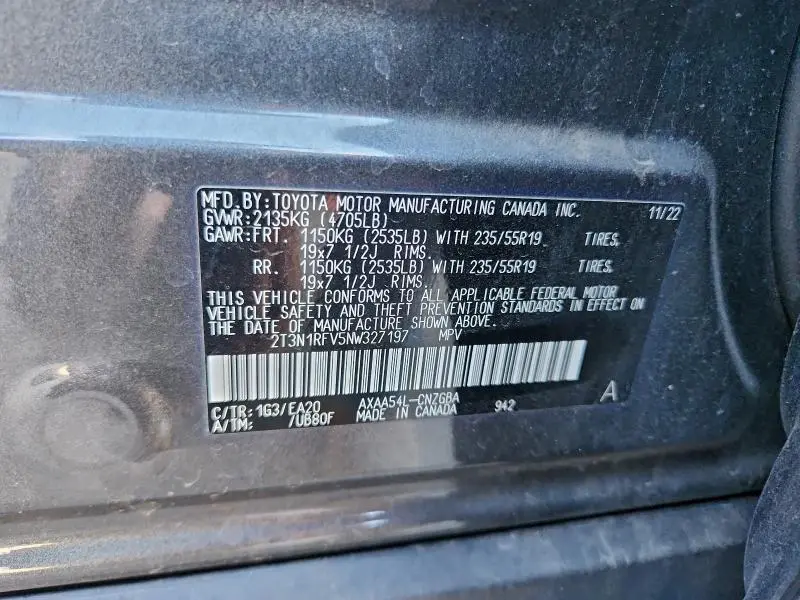 MFD. BY: TOYOTA MOTOR MANUFACTURING CANADA INC. 11/22
GVWR: 2135KG (4705LB)
GAWR: FRT. 1150KG (2535LB) WITH 235/55R19 TIRES,
19x7 1/2J RIMS.
RR. 1150KG (2535LB) WITH 235/55R19 TIRES,
19x7 1/2J RIMS.
THIS VEHICLE CONFORMS TO ALL APPLICABLE FEDERAL MOTOR
VEHICLE SAFETY AND THEFT PREVENTION STANDARDS IN EFFECT ON
THE DATE OF MANUFACTURE SHOWN ABOVE.
2T3N1RFV5NW327197 MPV
C/TR: 1G3/EA20 AXAA54L-CNZGBA 942 A
A/TM: /UB80F MADE IN CANADA